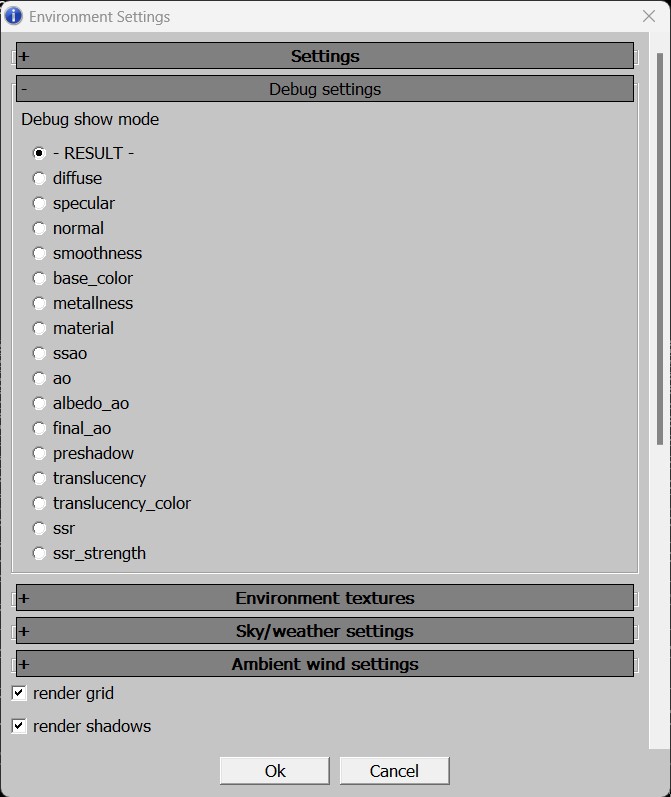 Environment Settings
+ Settings
- Debug settings
Debug show mode
- RESULT -
diffuse
specular
normal
smoothness
base_color
metallness
material
ssao
ao
albedo_ao
final_ao
preshadow
translucency
translucency_color
ssr
ssr_strength
+ Environment textures
+ Sky/weather settings
+ Ambient wind settings
render grid
render shadows
Ok Cancel